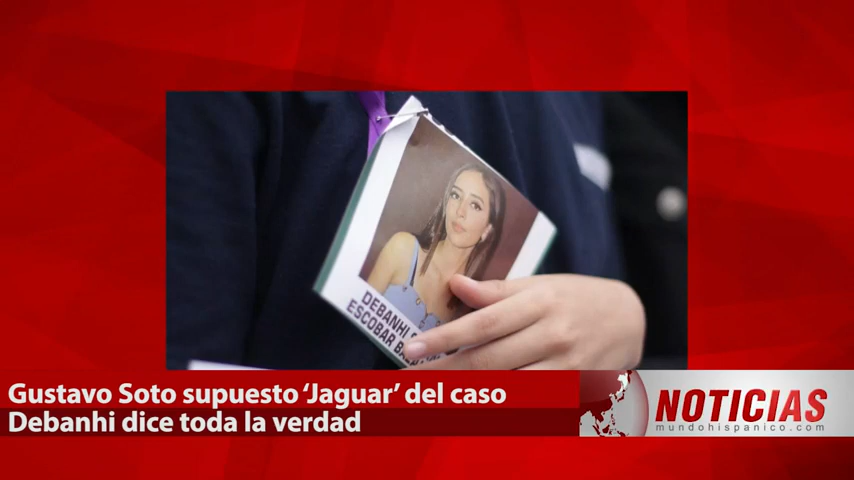 DEBANHI
ESCOBAR
Gustavo Soto supuesto ‘Jaguar’ del caso
Debanhi dice toda la verdad
NOTICIAS
mundohispanico.com